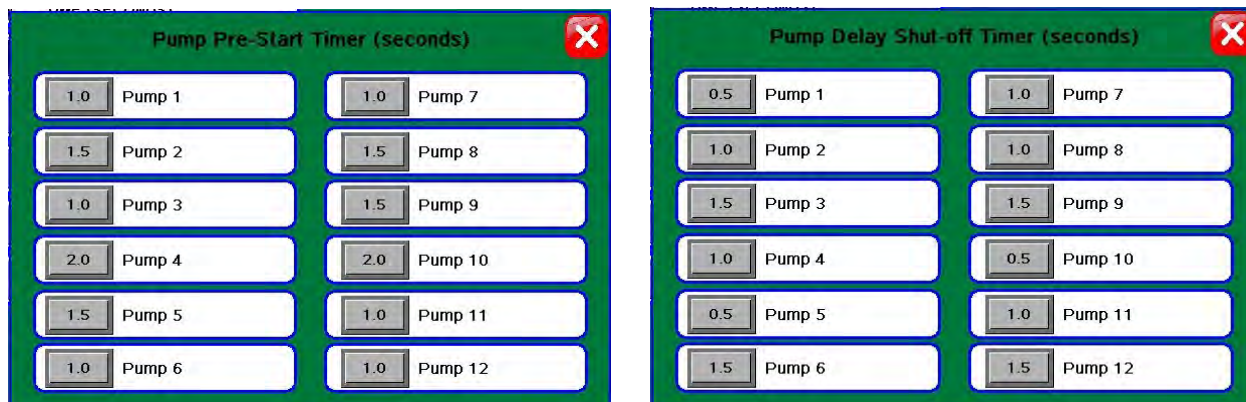 Pump Pre-Start Timer (seconds)
1.0 Pump 1
1.0 Pump 7
1.5 Pump 2
1.5 Pump 8
1.0 Pump 3
1.5 Pump 9
2.0 Pump 4
2.0 Pump 10
1.5 Pump 5
1.0 Pump 11
1.0 Pump 6
1.0 Pump 12
Pump Delay Shut-off Timer (seconds)
0.5 Pump 1
1.0 Pump 7
1.0 Pump 2
1.0 Pump 8
1.5 Pump 3
1.5 Pump 9
1.0 Pump 4
0.5 Pump 10
0.5 Pump 5
1.0 Pump 11
1.5 Pump 6
1.5 Pump 12